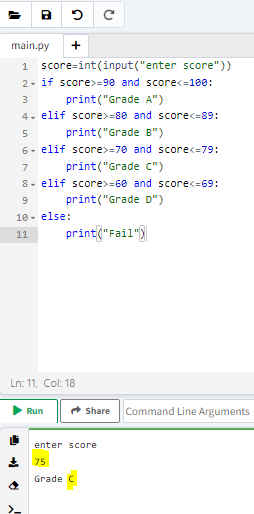 main.py +
1 score=int(input("enter score"))
2 if score>=90 and score<=100:
3 print("Grade A")
4 elif score>=80 and score<=89:
5 print("Grade B")
6 elif score>=70 and score<=79:
7 print("Grade C")
8 elif score>=60 and score<=69:
9 print("Grade D")
10 else:
11 print("Fail")
Ln: 11, Col: 18
Run Share Command Line Arguments
enter score
75
Grade C